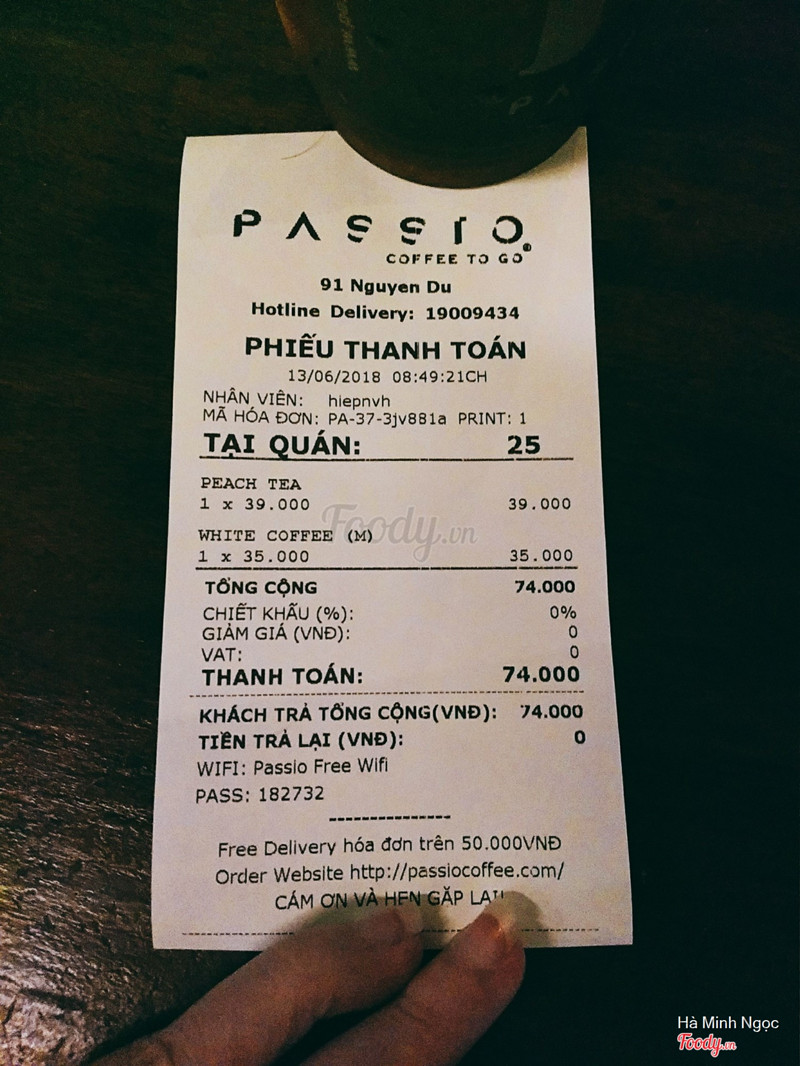 PASSIO®
COFFEE TO GO
91 Nguyen Du
Hotline Delivery: 19009434
PHIẾU THANH TOÁN
13/06/2018 08:49:21CH
NHÂN VIÊN: hiepnvh
MÃ HÓA ĐƠN: PA-37-3jv881a PRINT: 1
TẠI QUÁN: 25
PEACH TEA
1 x 39.000 39.000
Foody.vn
WHITE COFFEE (M)
1 x 35.000 35.000
TỔNG CỘNG 74.000
CHIẾT KHẤU (%): 0%
GIẢM GIÁ (VNĐ): 0
VAT: 0
THANH TOÁN: 74.000
KHÁCH TRẢ TỔNG CỘNG(VNĐ): 74.000
TIỀN TRẢ LẠI (VNĐ): 0
WIFI: Passio Free Wifi
PASS: 182732
Free Delivery hóa đơn trên 50.000VNĐ
Order Website http://passiocoffee.com/
CÁM ƠN VÀ HẸN GẶP LẠI!
Hà Minh Ngọc
Foody.vn